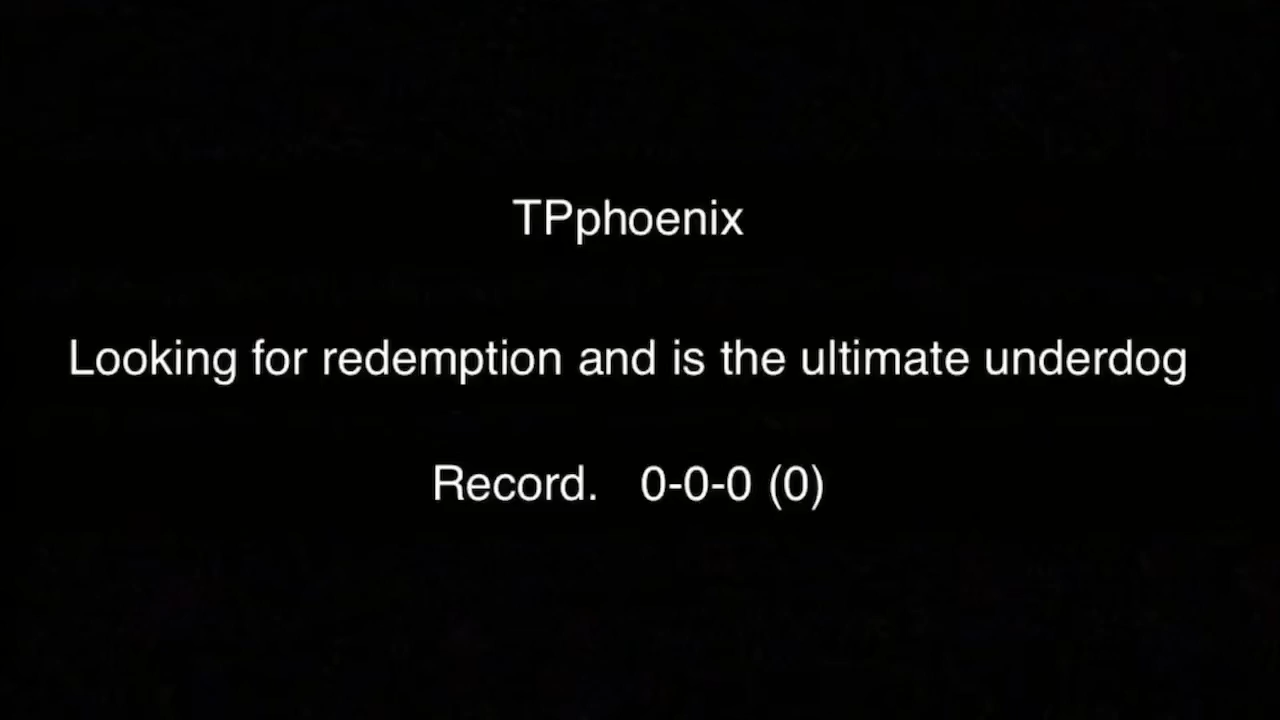 TPphoenix
Looking for redemption and is the ultimate underdog
Record.   0-0-0 (0)